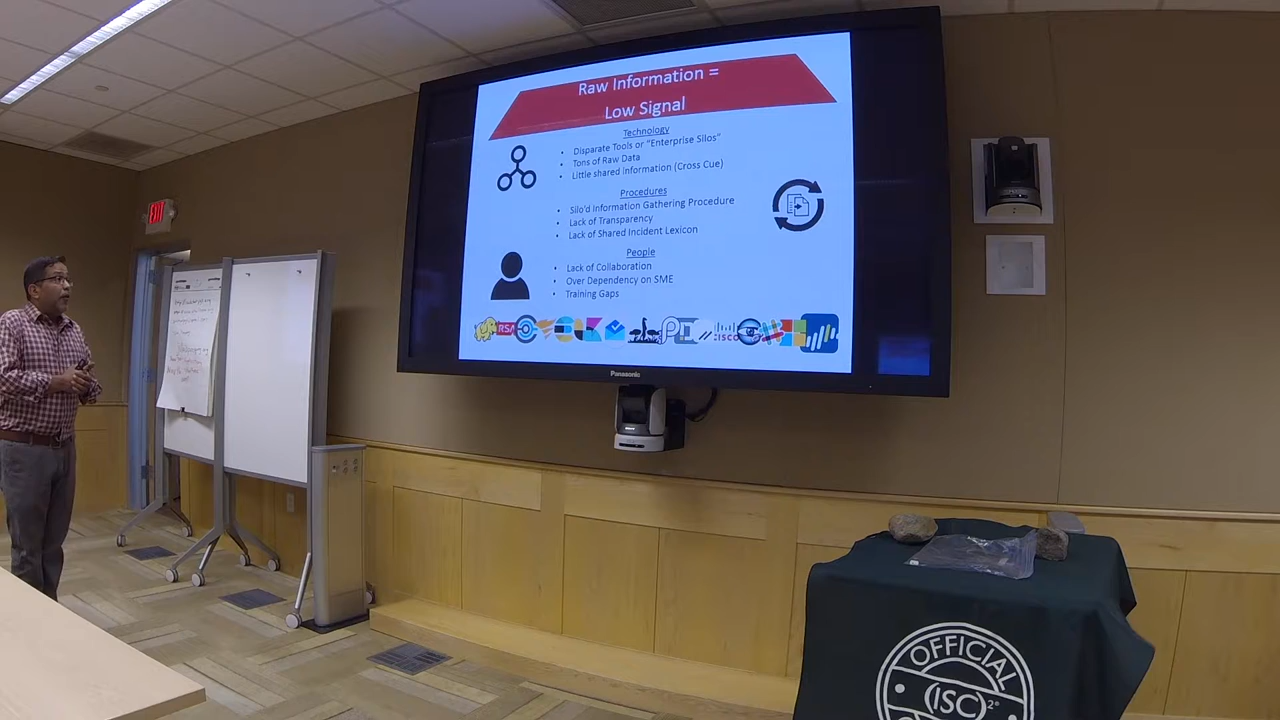 Raw Information =
Low Signal
Technology
• Disparate Tools or "Enterprise Silos"
• Tons of Raw Data
• Little shared Information (Cross Cue)
Procedures
• Silo'd Information Gathering Procedure
• Lack of Transparency
• Lack of Shared Incident Lexicon
People
• Lack of Collaboration
• Over Dependency on SME
• Training Gaps
RSA
CISCO
Panasonic
EXIT
OFFICIAL
(ISC)²®